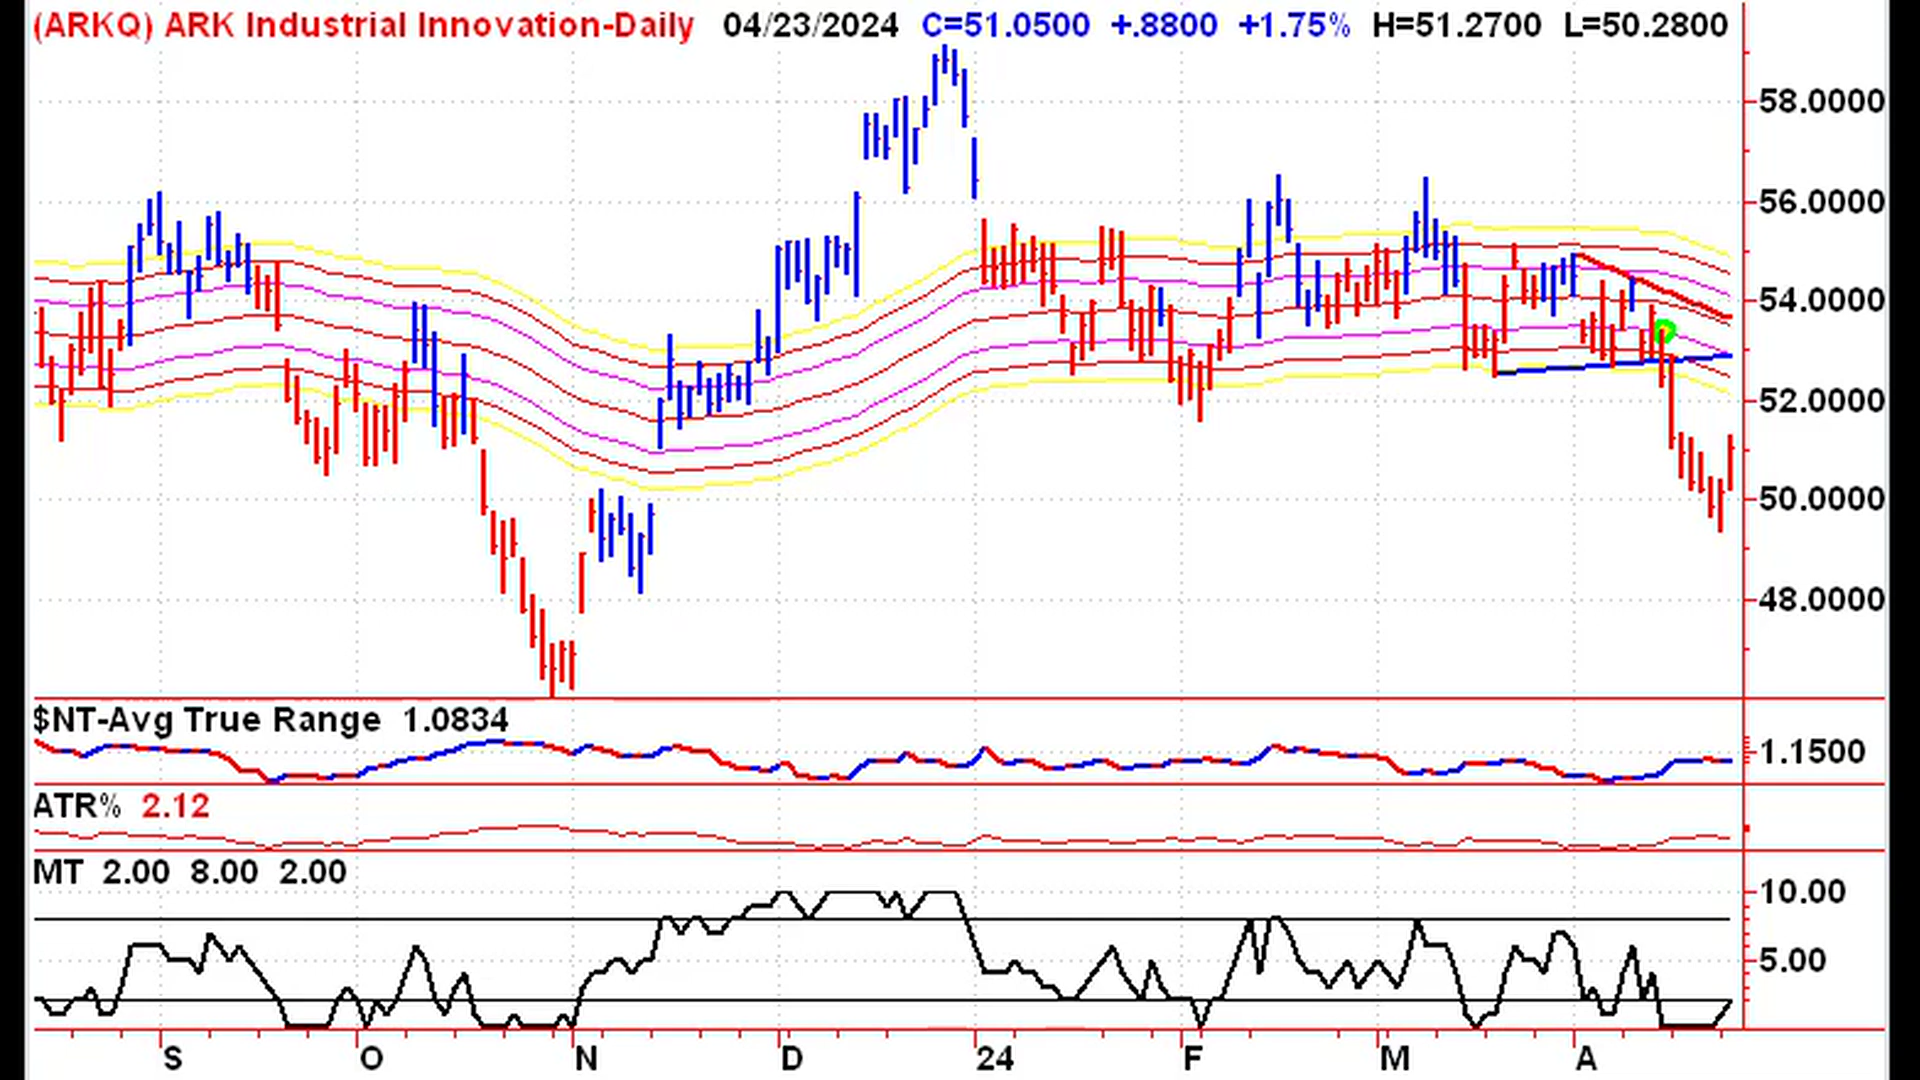 (ARKQ) ARK Industrial Innovation-Daily 04/23/2024 C=51.0500 +.8800 +1.75% H=51.2700 L=50.2800
58.0000
56.0000
54.0000
52.0000
50.0000
48.0000
$NT-Avg True Range 1.0834
1.1500
ATR% 2.12
MT 2.00 8.00 2.00
10.00
5.00
S O N D 24 F M A